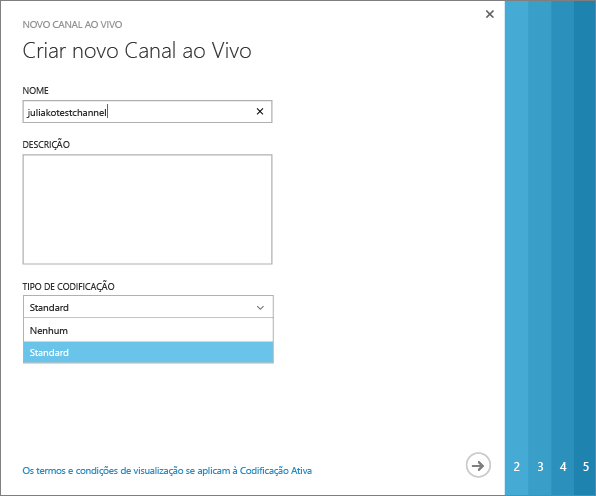 NOVO CANAL AO VIVO
Criar novo Canal ao Vivo
NOME
juliakotestchannel
DESCRIÇÃO
TIPO DE CODIFICAÇÃO
Standard
Nenhum
Standard
Os termos e condições de visualização se aplicam à Codificação Ativa
2 3 4 5